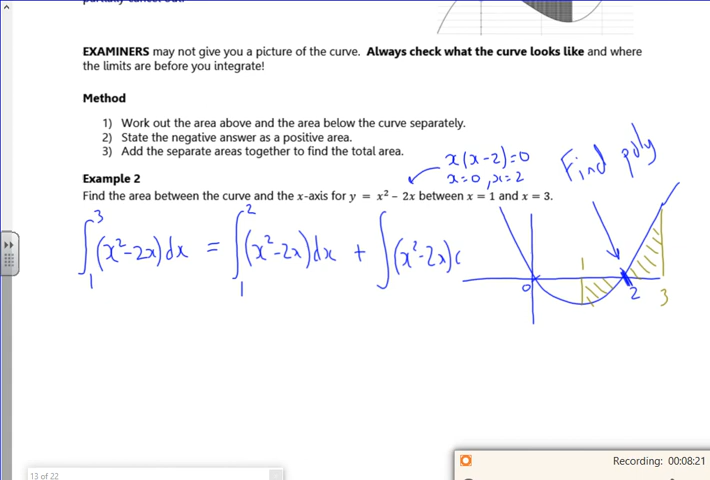 EXAMINERS may not give you a picture of the curve. Always check what the curve looks like and where
the limits are before you integrate!
Method
1) Work out the area above and the area below the curve separately.
2) State the negative answer as a positive area.
3) Add the separate areas together to find the total area.
x(x-2)=0
x=0, x=2
Find poly
Example 2
Find the area between the curve and the x-axis for y = x² − 2x between x = 1 and x = 3.
∫₁³(x²-2x)dx = ∫₁²(x²-2x)dx + ∫(x²-2x)
0
1
2
3
13 of 22
Recording: 00:08:21